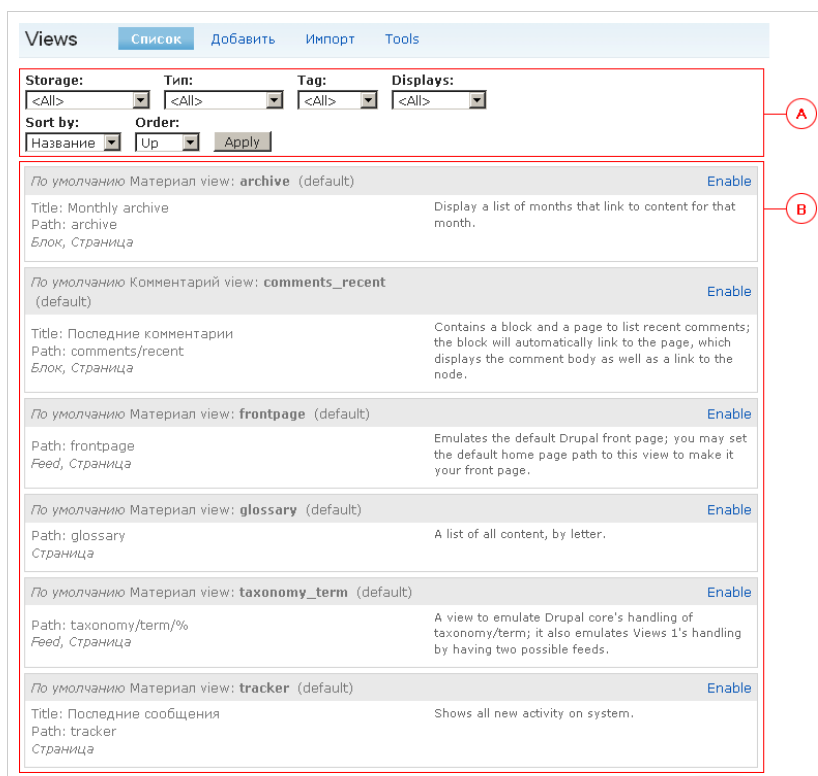 Views Список Добавить Импорт Tools
Storage: Тип: Tag: Displays:
<All> <All> <All> <All>
Sort by: Order:
Название Up Apply
A
По умолчанию Материал view: archive (default) Enable
B
Title: Monthly archive
Path: archive
Блок, Страница
Display a list of months that link to content for that
month.
По умолчанию Комментарий view: comments_recent
(default)
Enable
Title: Последние комментарии
Path: comments/recent
Блок, Страница
Contains a block and a page to list recent comments;
the block will automatically link to the page, which
displays the comment body as well as a link to the
node.
По умолчанию Материал view: frontpage (default) Enable
Path: frontpage
Feed, Страница
Emulates the default Drupal front page; you may set
the default home page path to this view to make it
your front page.
По умолчанию Материал view: glossary (default) Enable
Path: glossary
Страница
A list of all content, by letter.
По умолчанию Материал view: taxonomy_term (default) Enable
Path: taxonomy/term/%
Feed, Страница
A view to emulate Drupal core's handling of
taxonomy/term; it also emulates Views 1's handling
by having two possible feeds.
По умолчанию Материал view: tracker (default) Enable
Title: Последние сообщения
Path: tracker
Страница
Shows all new activity on system.